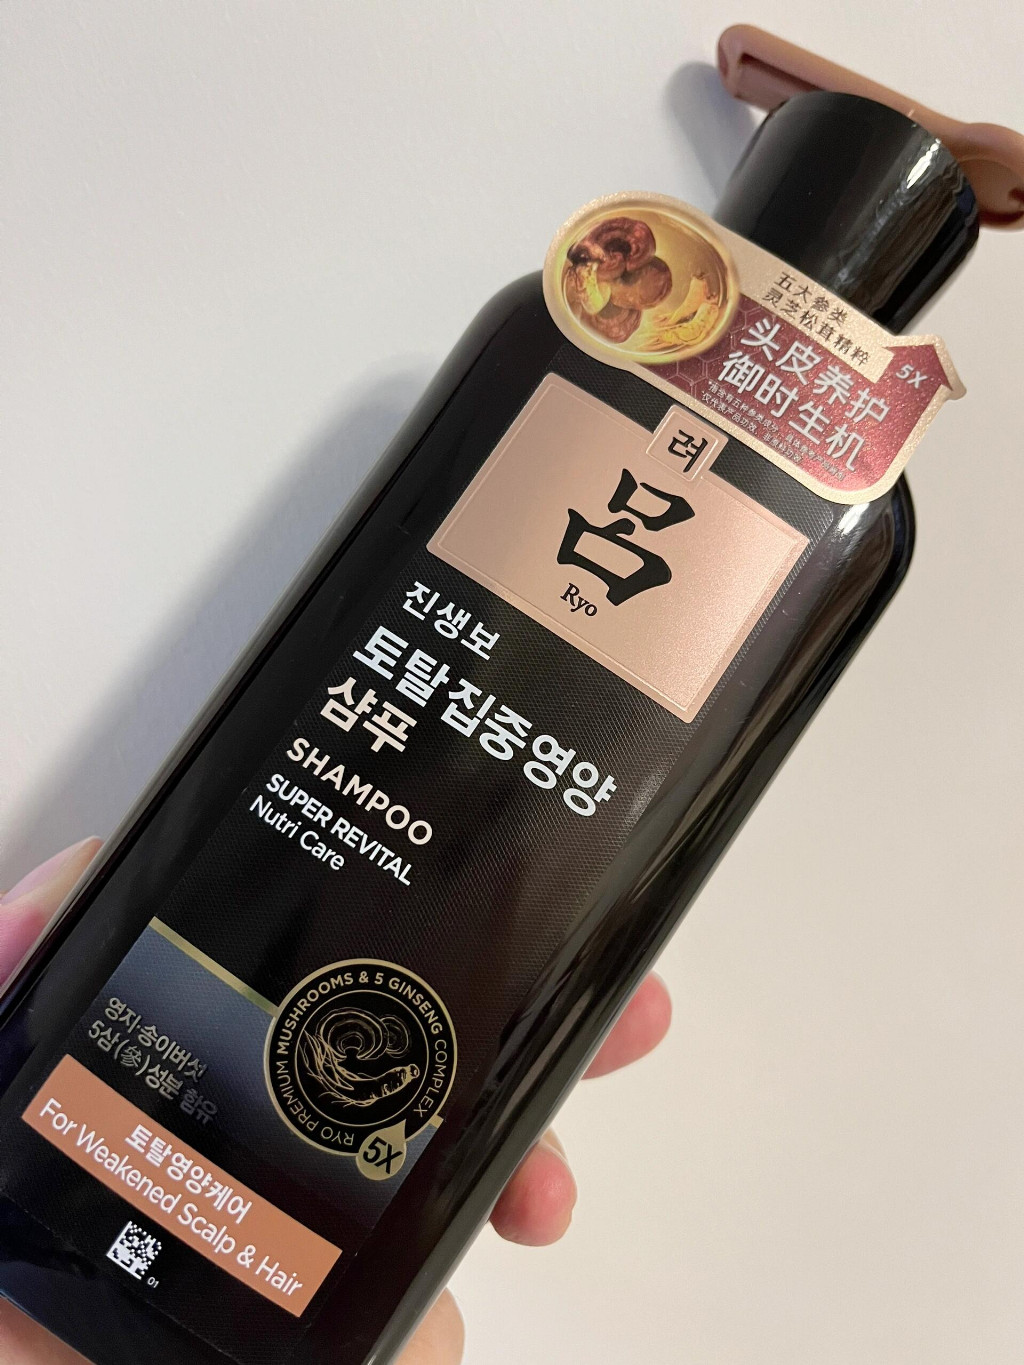 五大参类
灵芝松茸精粹
头皮养护
御时生机
5X
려
呂
Ryo
진생보
토탈 집중영양
샴푸
SHAMPOO
SUPER REVITAL
Nutri Care
영지·송이버섯
5삼(參)성분 함유
RYO PREMIUM MUSHROOMS & 5 GINSENG COMPLEX
5X
토탈영양케어
For Weakened Scalp & Hair
01